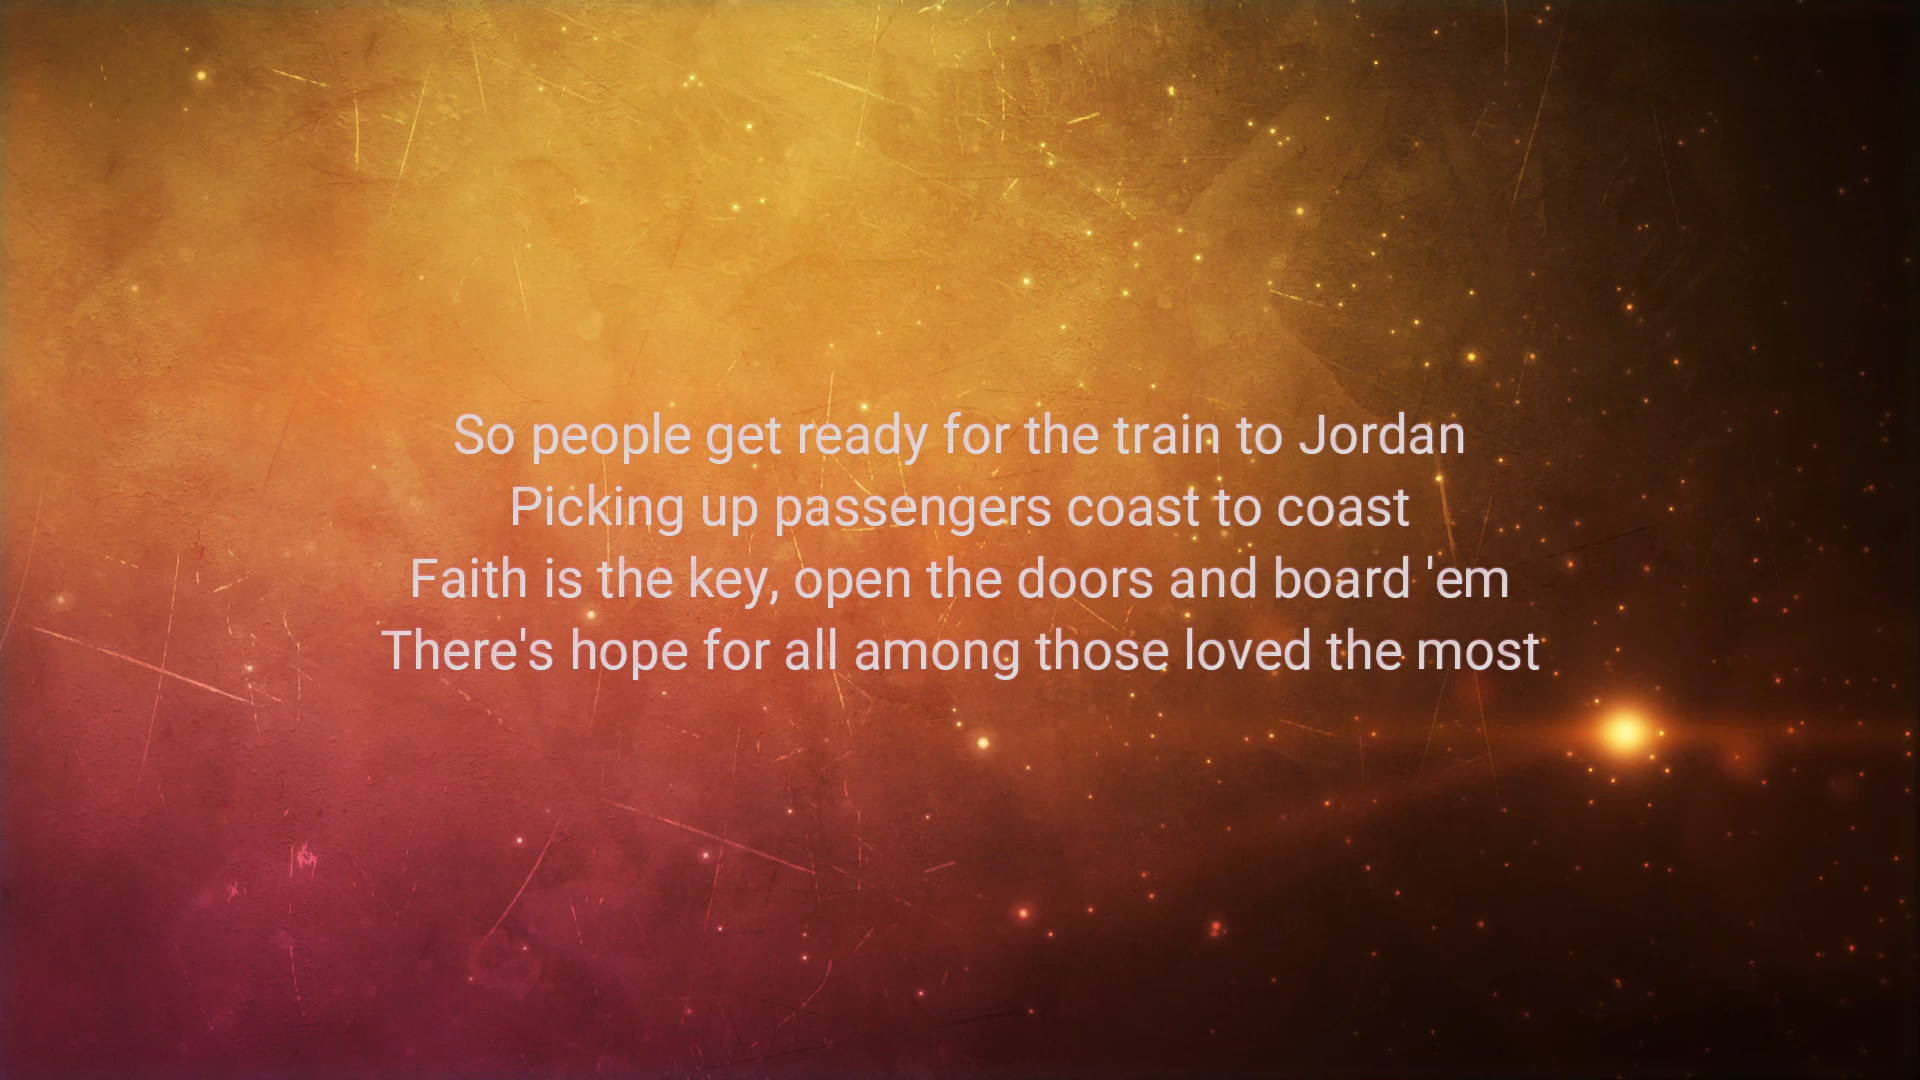 So people get ready for the train to Jordan
Picking up passengers coast to coast
Faith is the key, open the doors and board 'em
There's hope for all among those loved the most